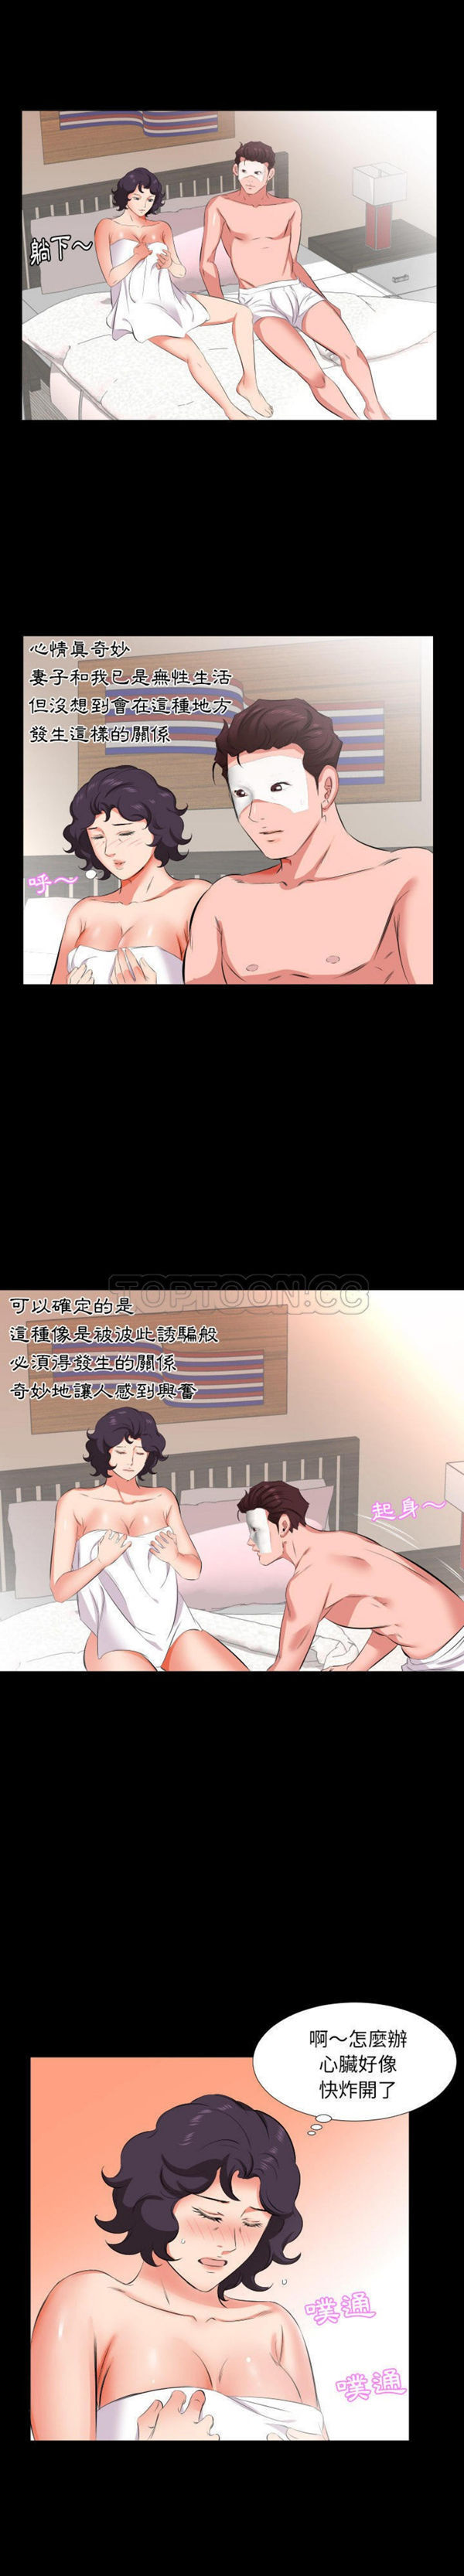 躺下～
心情真奇妙
妻子和我已是無性生活
但沒想到會在這種地方
發生這樣的關係
呼～
TOPTOON.CC
可以確定的是
這種像是被彼此誘騙般
必須得發生的關係
奇妙地讓人感到興奮
起身～
啊～怎麼辦
心臟好像
快炸開了
噗通
噗通